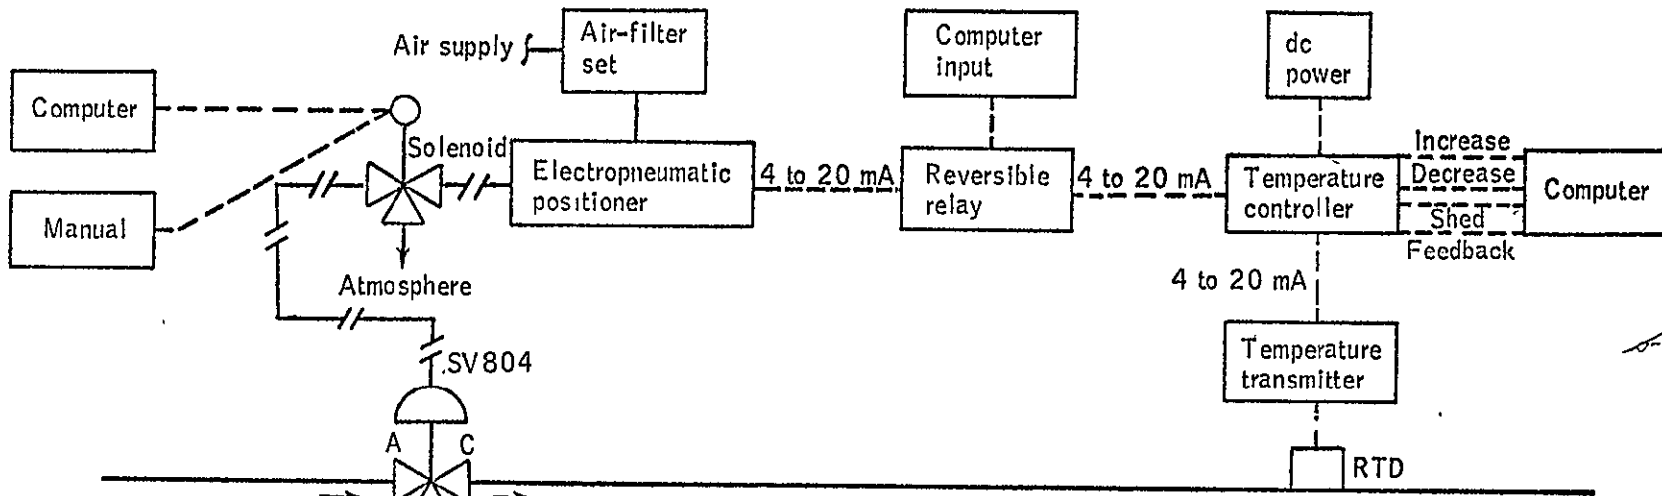 Air supply
Air-filter
set
Computer
input
dc
power
Computer
Solenoid
Manual
Electropneumatic
positioner
4 to 20 mA
Reversible
relay
4 to 20 mA
Temperature
controller
Increase
Decrease
Shed
Feedback
Computer
Atmosphere
4 to 20 mA
SV804
Temperature
transmitter
A
C
RTD